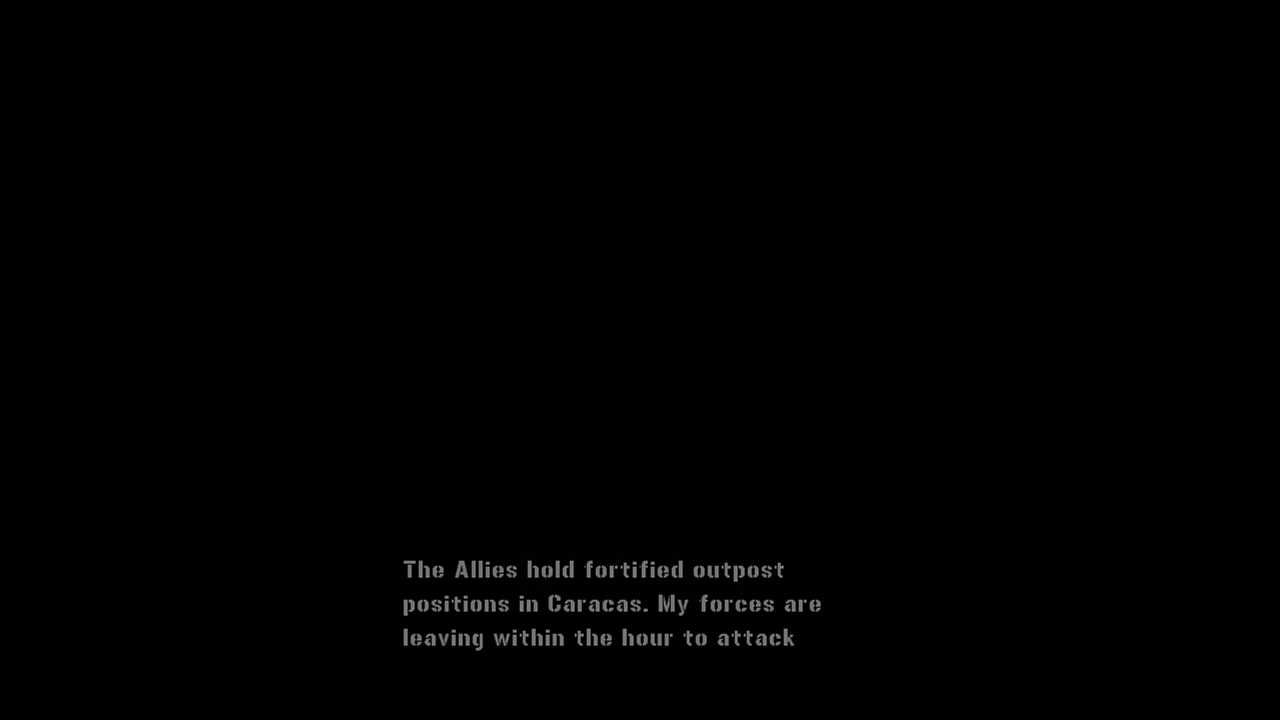 The Allies hold fortified outpost
positions in Caracas. My forces are
leaving within the hour to attack